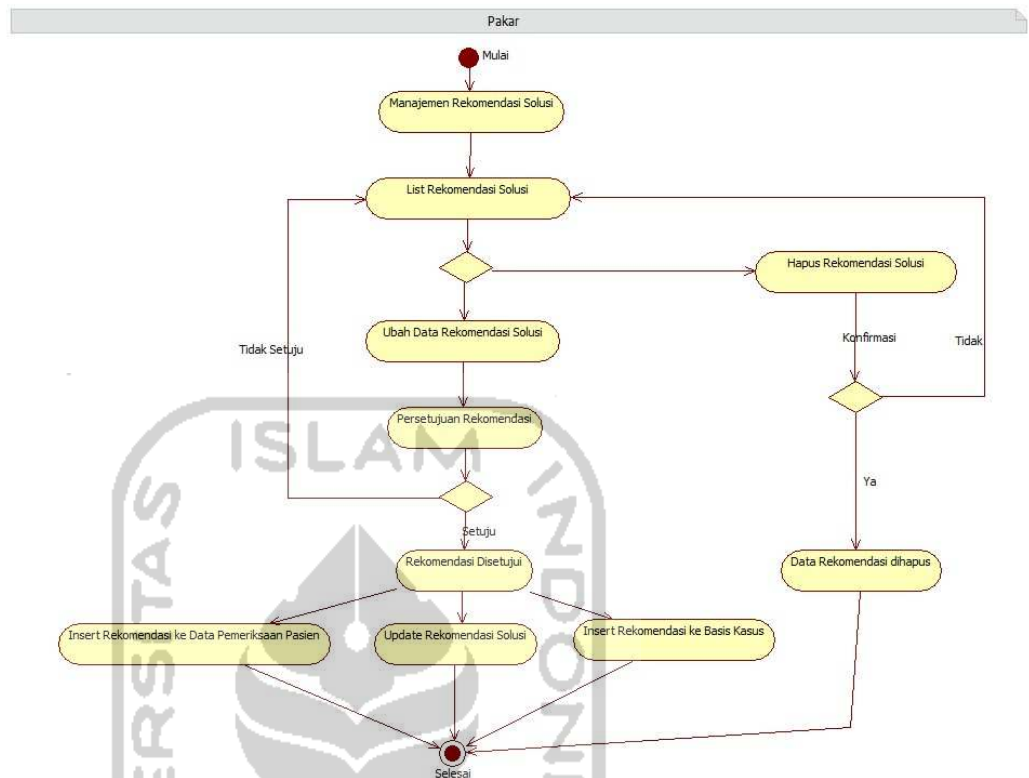 Pakar
Mulai
Manajemen Rekomendasi Solusi
List Rekomendasi Solusi
Hapus Rekomendasi Solusi
Ubah Data Rekomendasi Solusi
Konfirmasi
Tidak
Tidak Setuju
Persetujuan Rekomendasi
ISLAM
Ya
Setuju
Rekomendasi Disetujui
Data Rekomendasi dihapus
Insert Rekomendasi ke Data Pemeriksaan Pasien
Update Rekomendasi Solusi
Insert Rekomendasi ke Basis Kasus
Selesai